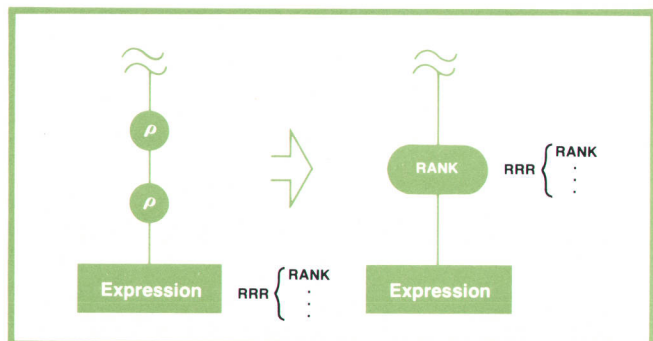 ρ
ρ
Expression
RRR { RANK
⋮
RANK
RRR { RANK
⋮
Expression